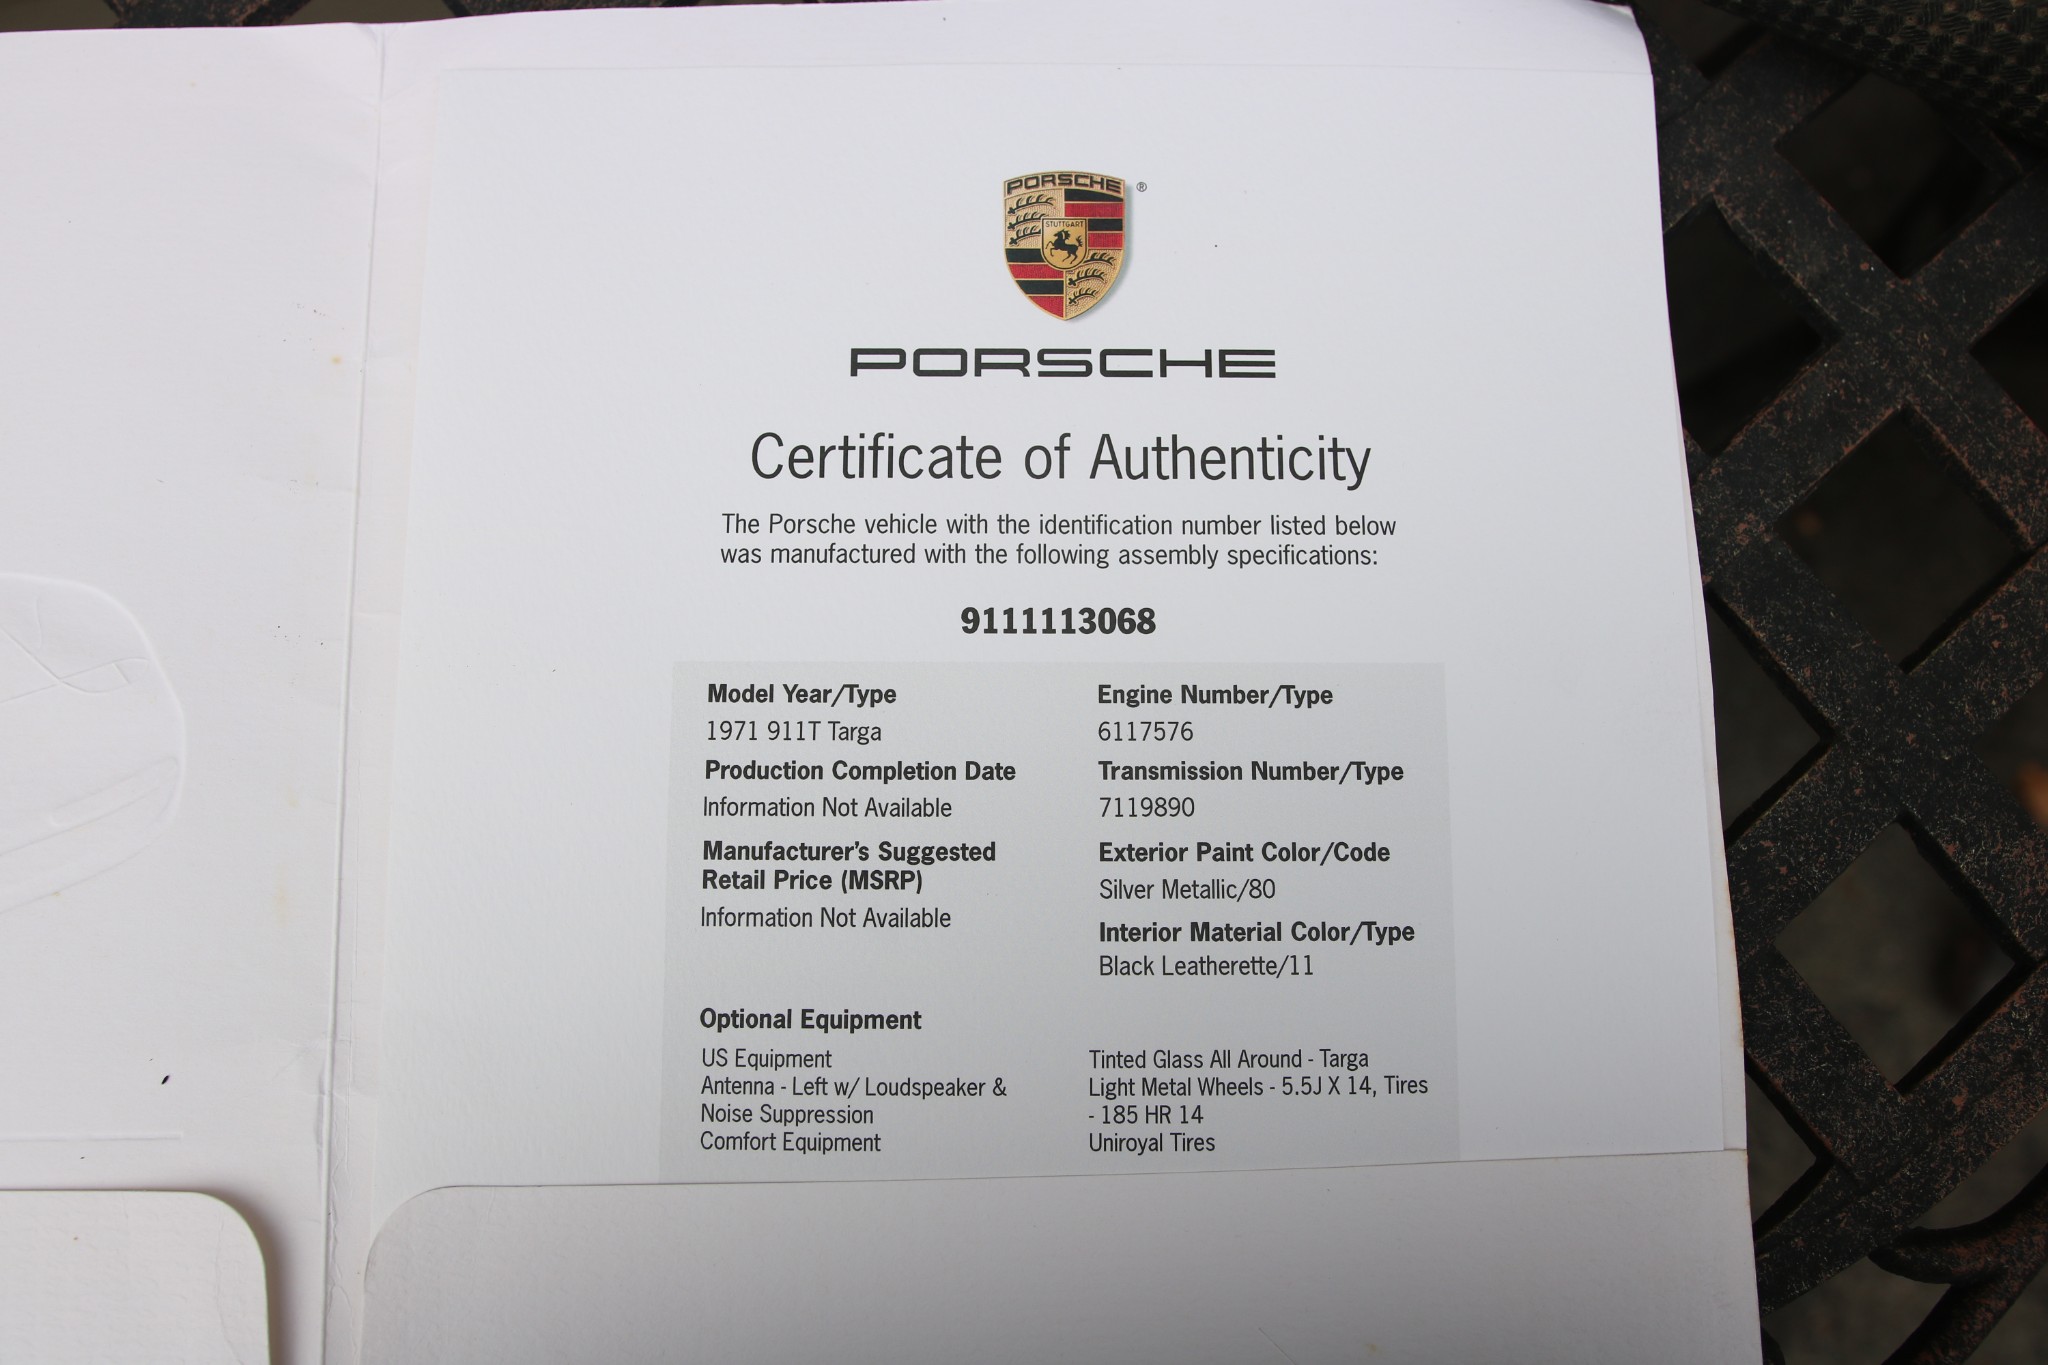 PORSCHE
®
STUTTGART
PORSCHE
Certificate of Authenticity
The Porsche vehicle with the identification number listed below
was manufactured with the following assembly specifications:
9111113068
Model Year/Type
1971 911T Targa
Production Completion Date
Information Not Available
Manufacturer's Suggested
Retail Price (MSRP)
Information Not Available
Engine Number/Type
6117576
Transmission Number/Type
7119890
Exterior Paint Color/Code
Silver Metallic/80
Interior Material Color/Type
Black Leatherette/11
Optional Equipment
US Equipment
Antenna - Left w/ Loudspeaker &
Noise Suppression
Comfort Equipment
Tinted Glass All Around - Targa
Light Metal Wheels - 5.5J X 14, Tires
- 185 HR 14
Uniroyal Tires